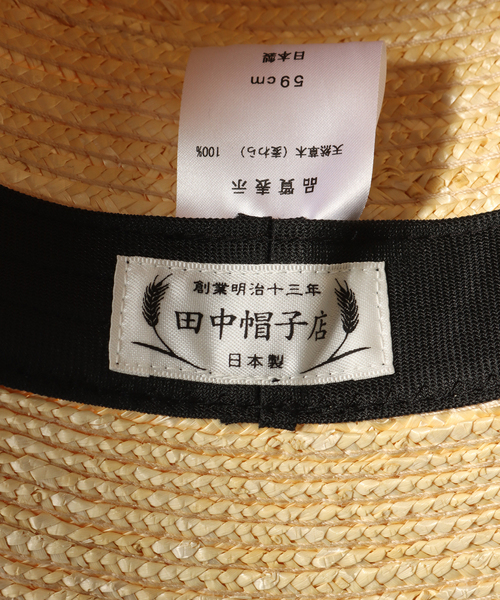 品質表示
天然草木（麦わら） 100%
59cm
日本製
創業明治十三年
田中帽子店
日本製